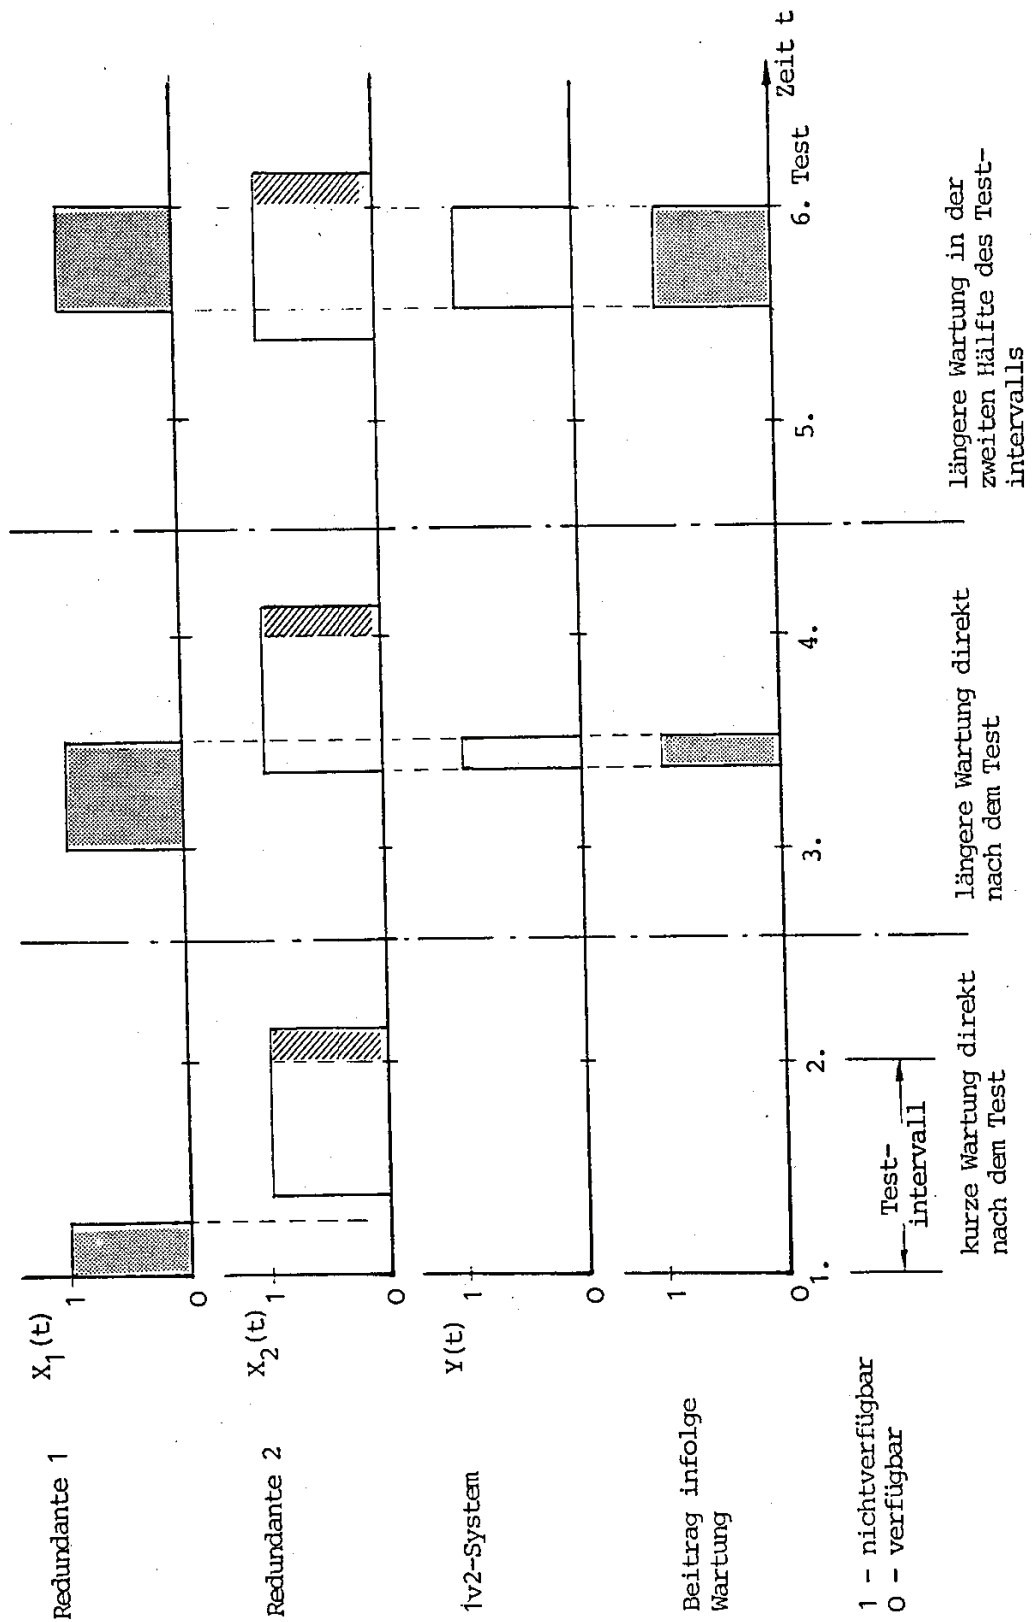 Redundante 1
X1(t)
1
0
Redundante 2
X2(t)
1
0
1v2-System
Y(t)
1
0
Beitrag infolge
Wartung
1
0
1.
2.
3.
4.
5.
6. Test
Zeit t
1 - nichtverfügbar
0 - verfügbar
Test-
intervall
kurze Wartung direkt
nach dem Test
längere Wartung direkt
nach dem Test
längere Wartung in der
zweiten Hälfte des Test-
intervalls